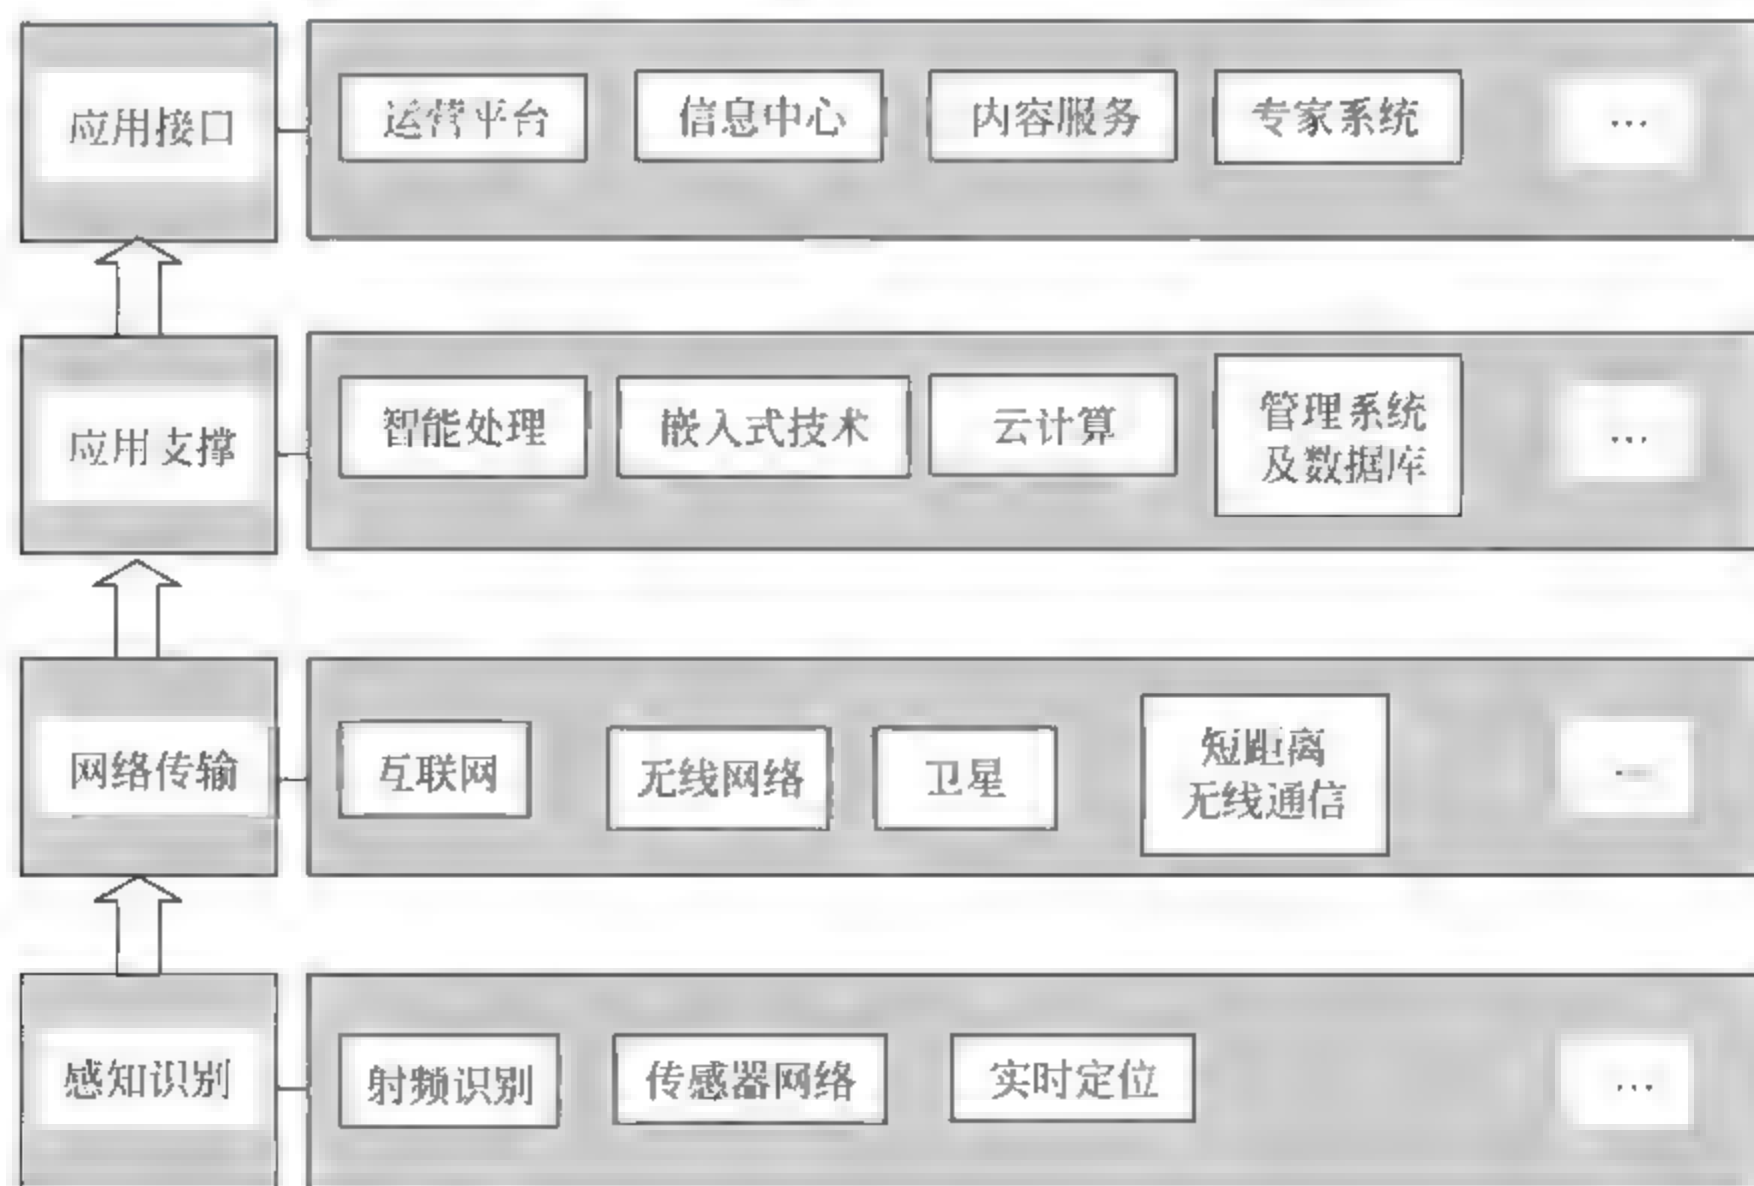 应用接口
运营平台
信息中心
内容服务
专家系统
…
应用支撑
智能处理
嵌入式技术
云计算
管理系统
及数据库
…
网络传输
互联网
无线网络
卫星
短距离
无线通信
…
感知识别
射频识别
传感器网络
实时定位
…